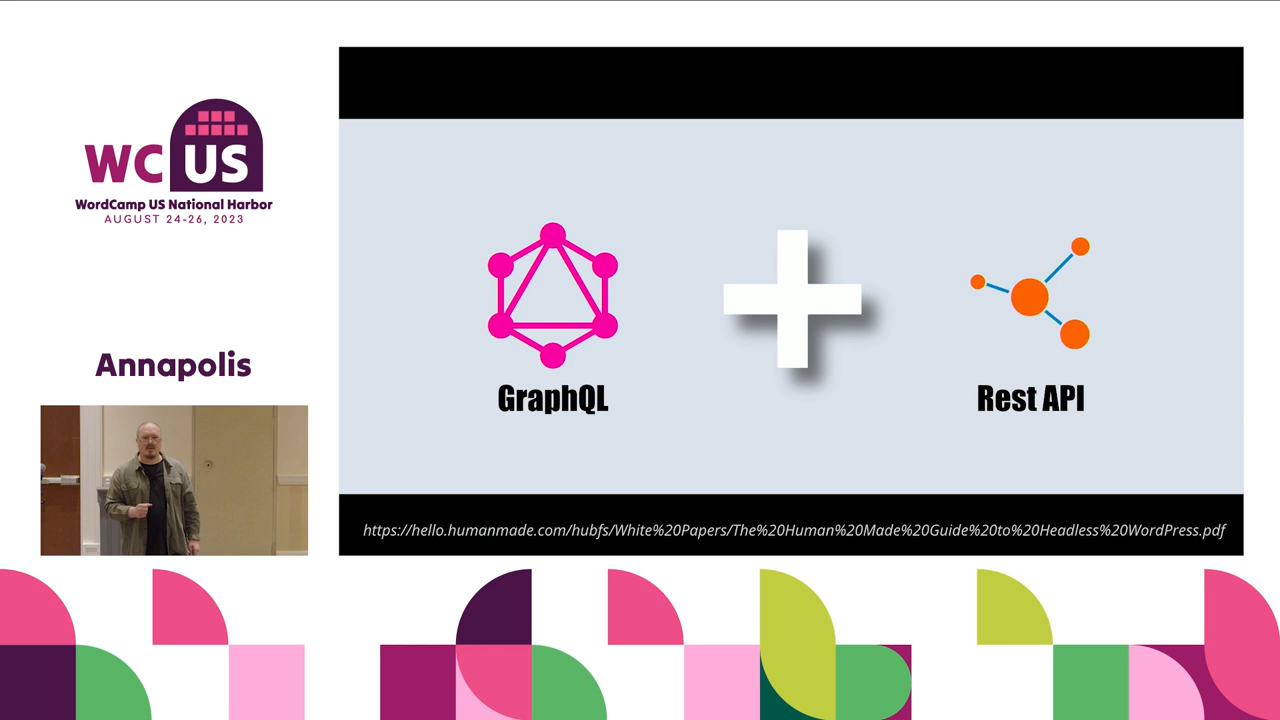 WC US
WordCamp US National Harbor
AUGUST 24-26, 2023
Annapolis
GraphQL
Rest API
https://hello.humanmade.com/hubfs/White%20Papers/The%20Human%20Made%20Guide%20to%20Headless%20WordPress.pdf